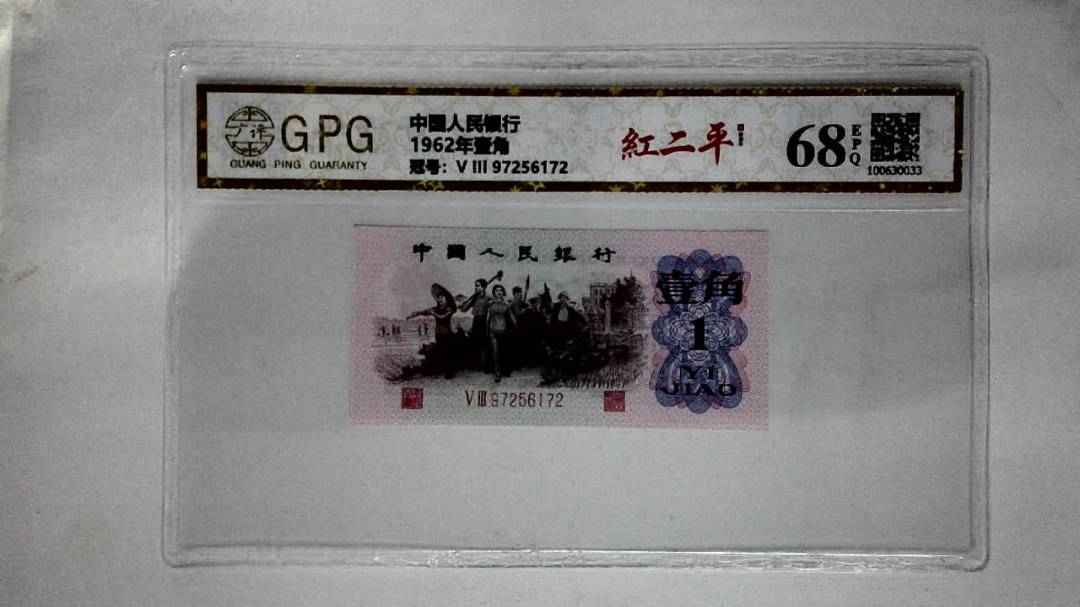 广评
GPG
GUANG PING GUARANTY
中國人民銀行
1962年壹角
冠号: V III 97256172
紅二平
68
EPQ
100630033
中國人民銀行
壹角
1
YI
JIAO
V III 97256172